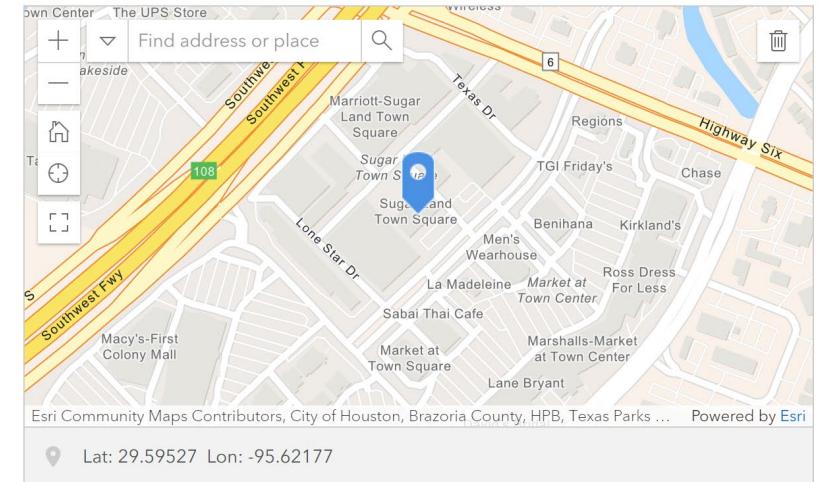 own Center
The UPS Store
Wireless
Find address or place
akeside
Southwe
Southwest F
6
Texas Dr
Marriott-Sugar
Land Town
Square
Regions
Highway Six
Ta
108
Sugar
Town Square
TGI Friday's
Chase
Sugar Land
Town Square
Lone Star Dr
Benihana
Kirkland's
Men's
Wearhouse
Ross Dress
For Less
La Madeleine
Market at
Town Center
S
Southwest Fwy
Sabai Thai Cafe
Macy's-First
Colony Mall
Market at
Town Square
Marshalls-Market
at Town Center
Lane Bryant
Esri Community Maps Contributors, City of Houston, Brazoria County, HPB, Texas Parks ...
Powered by Esri
Lat: 29.59527 Lon: -95.62177